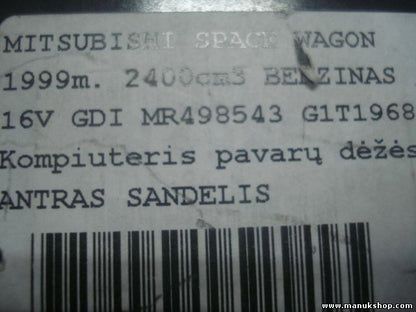 MITSUBISHI SPACE WAGON
1999m. 2400cm3 BENZINAS
16V GDI MR498543 G1T1968
Kompiuteris pavarų dėžės
ANTRAS SANDELIS
www.manukshop.com